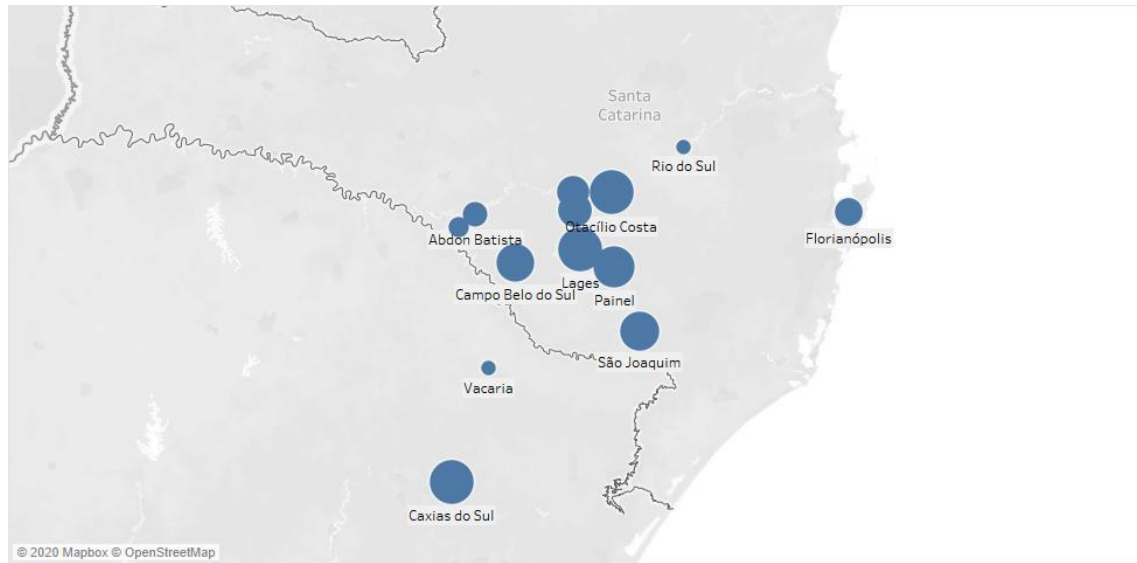 Santa
Catarina
Rio do Sul
Otacílio Costa
Abdon Batista
Florianópolis
Lages
Campo Belo do Sul
Painel
São Joaquim
Vacaria
Caxias do Sul
© 2020 Mapbox © OpenStreetMap